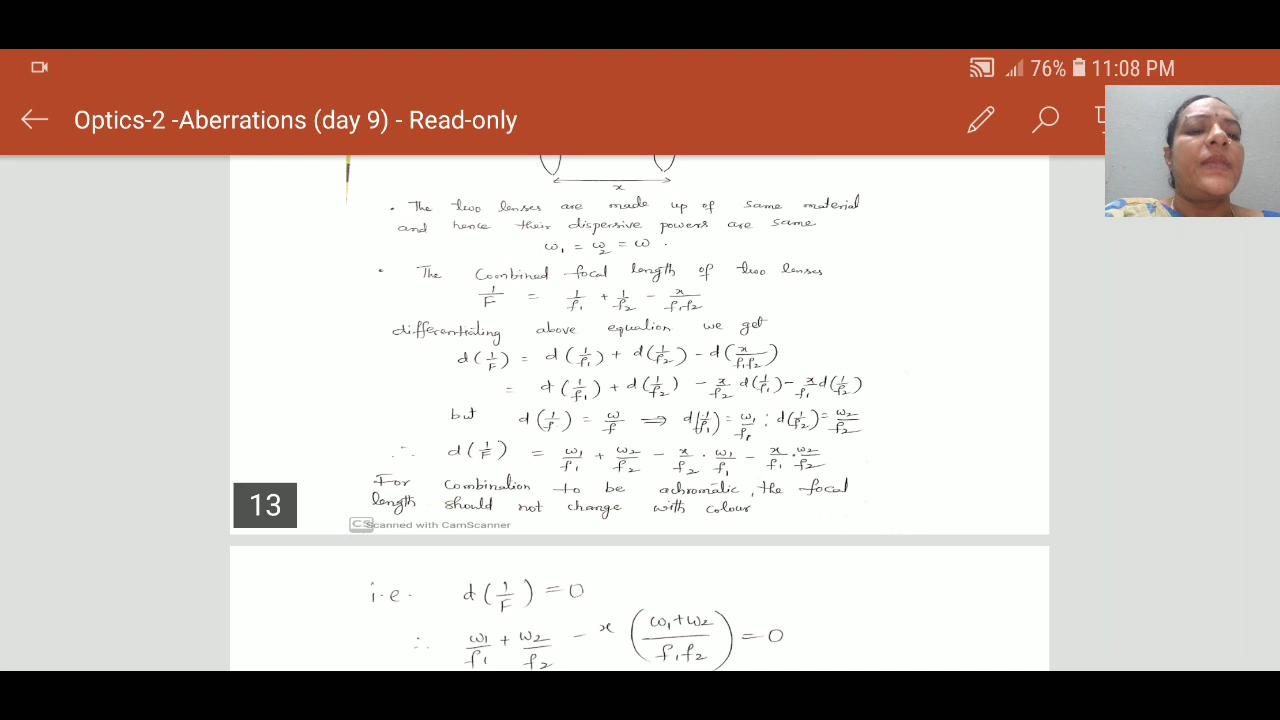 76% 11:08 PM
Optics-2 -Aberrations (day 9) - Read-only
x
. The two lenses are made up of same material
and hence their dispersive powers are same
ω₁ = ω₂ = ω .
. The Combined focal length of two lenses
1/F = 1/f₁ + 1/f₂ - x/f₁f₂
differentiating above equation we get
d(1/F) = d(1/f₁) + d(1/f₂) - d(x/f₁f₂)
= d(1/f₁) + d(1/f₂) - x/f₂ d(1/f₁) - x/f₁ d(1/f₂)
but d(1/f) = ω/f ⟹ d(1/f₁) = ω₁/f₁ ; d(1/f₂) = ω₂/f₂
∴ d(1/F) = ω₁/f₁ + ω₂/f₂ - x/f₂ · ω₁/f₁ - x/f₁ · ω₂/f₂
For combination to be achromatic, the focal
length should not change with colour
13
CS Scanned with CamScanner
i.e. d(1/F) = 0
∴ ω₁/f₁ + ω₂/f₂ - x (ω₁+ω₂/f₁f₂) = 0